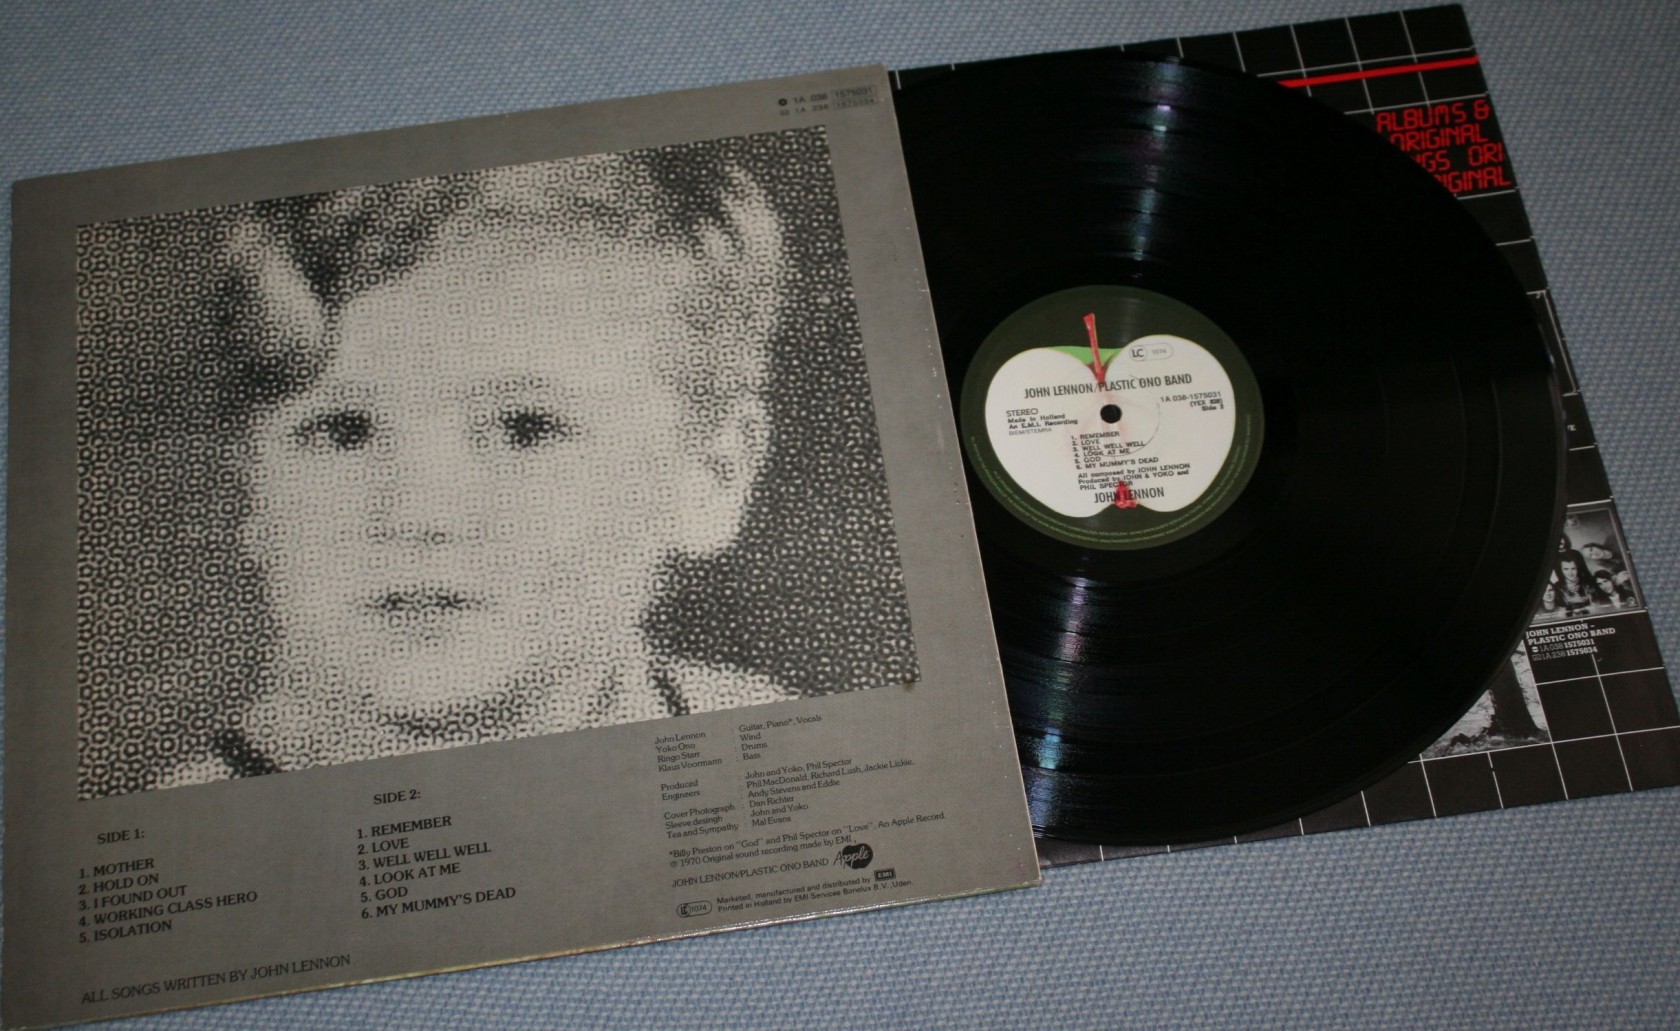 1A 038 1575031
1A 238 1575034
SIDE 1:
1. MOTHER
2. HOLD ON
3. I FOUND OUT
4. WORKING CLASS HERO
5. ISOLATION
SIDE 2:
1. REMEMBER
2. LOVE
3. WELL WELL WELL
4. LOOK AT ME
5. GOD
6. MY MUMMY'S DEAD
ALL SONGS WRITTEN BY JOHN LENNON
John Lennon : Guitar, Piano*, Vocals
Yoko Ono : Wind
Ringo Starr : Drums
Klaus Voormann : Bass
Produced : John and Yoko, Phil Spector
Engineers : Phil MacDonald, Richard Lush, Jackie Lickie,
Andy Stevens and Eddie
Cover Photograph : Dan Richter
Sleeve desingh : John and Yoko
Tea and Sympathy : Mal Evans
*Billy Preston on "God" and Phil Spector on "Love". An Apple Record.
℗ 1970 Original sound recording made by EMI
JOHN LENNON/PLASTIC ONO BAND Apple
LC 1074 Marketed, manufactured and distributed by EMI
Printed in Holland by EMI Services Benelux B.V., Uden.
LC 1074
JOHN LENNON/PLASTIC ONO BAND
STEREO
Made in Holland
An E.M.I. Recording
BIEM/STEMRA
1A 038-1575031
Side 2
1. REMEMBER
2. LOVE
3. WELL WELL WELL
4. LOOK AT ME
5. GOD
6. MY MUMMY'S DEAD
All composed by JOHN LENNON
Produced by JOHN & YOKO and
PHIL SPECTOR
JOHN LENNON
ALBUMS &
ORIGINAL
NGS ORI
RIGINAL
JOHN LENNON -
PLASTIC ONO BAND
1A 038 1575031
1A 238 1575034